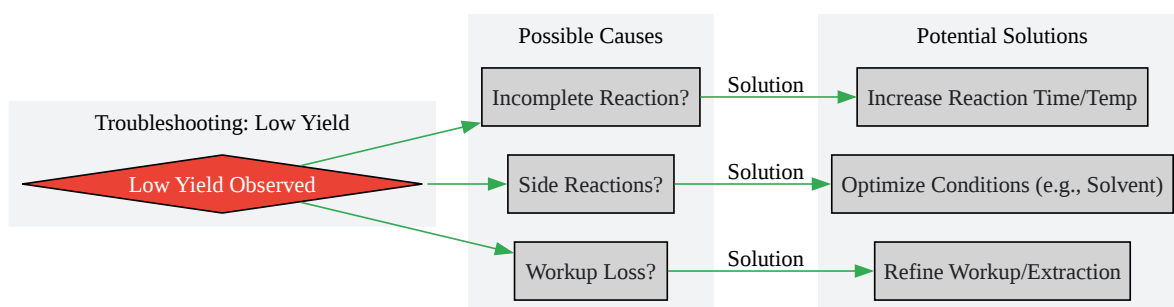 Troubleshooting: Low Yield
Low Yield Observed
Possible Causes
Incomplete Reaction?
Side Reactions?
Workup Loss?
Solution
Solution
Solution
Potential Solutions
Increase Reaction Time/Temp
Optimize Conditions (e.g., Solvent)
Refine Workup/Extraction